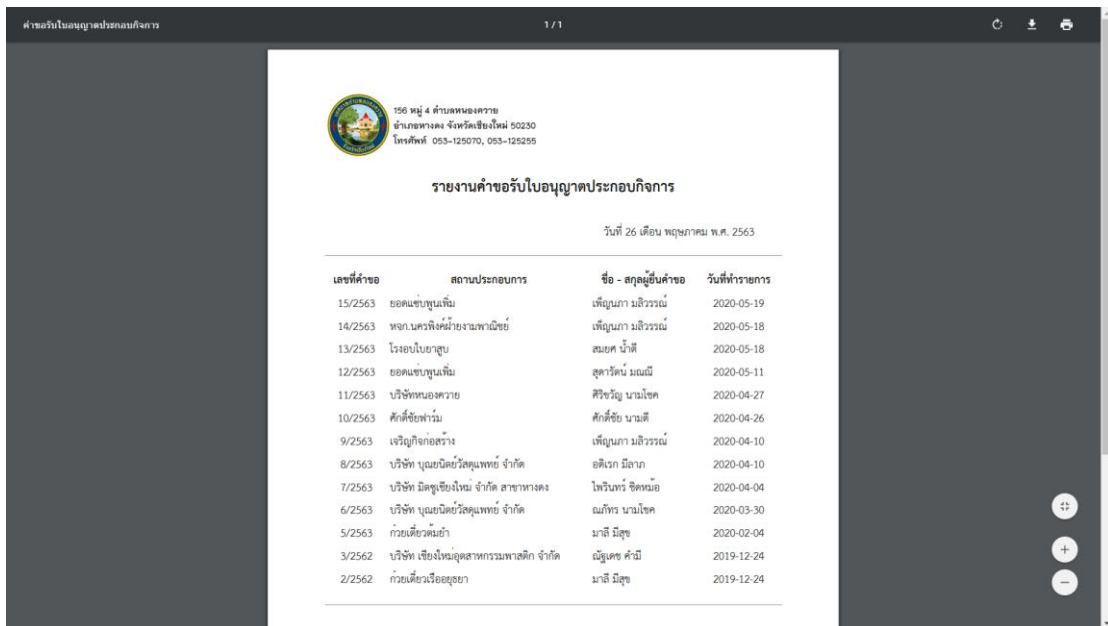 คำขอรับใบอนุญาตประกอบกิจการ
1 / 1
156 หมู่ 4 ตำบลหนองควาย
อำเภอหางดง จังหวัดเชียงใหม่ 50230
โทรศัพท์ 053-125070, 053-125255
รายงานคำขอรับใบอนุญาตประกอบกิจการ
วันที่ 26 เดือน พฤษภาคม พ.ศ. 2563
เลขที่คำขอ สถานประกอบการ ชื่อ - สกุลผู้ยื่นคำขอ วันที่ทำรายการ
15/2563 ยอดแซ่บพูนเพิ่ม เพ็ญนภา มลิวรรณ์ 2020-05-19
14/2563 หจก.นครพิงค์ฝ้ายงามพาณิชย์ เพ็ญนภา มลิวรรณ์ 2020-05-18
13/2563 โรงอบใบยาสูบ สมยศ น้ำดี 2020-05-18
12/2563 ยอดแซ่บพูนเพิ่ม สุดารัตน์ มณณี 2020-05-11
11/2563 บริษัทหนองควาย ศิริขวัญ นามโชค 2020-04-27
10/2563 ศักดิ์ชัยฟาร์ม ศักดิ์ชัย นามดี 2020-04-26
9/2563 เจริญกิจก่อสร้าง เพ็ญนภา มลิวรรณ์ 2020-04-10
8/2563 บริษัท บุณยนิตย์วัสดุแพทย์ จำกัด อดิเรก มีลาภ 2020-04-10
7/2563 บริษัท มิตซูเชียงใหม่ จำกัด สาขาหางดง ไพรินทร์ ชิดหม้อ 2020-04-04
6/2563 บริษัท บุณยนิตย์วัสดุแพทย์ จำกัด ณภัทร นามโชค 2020-03-30
5/2563 ก๋วยเตี๋ยวต้มยำ มาลี มีสุข 2020-02-04
3/2562 บริษัท เชียงใหม่อุตสาหกรรมพาสติก จำกัด ณัฐเดช คำมี 2019-12-24
2/2562 ก๋วยเตี๋ยวเรืออยุธยา มาลี มีสุข 2019-12-24